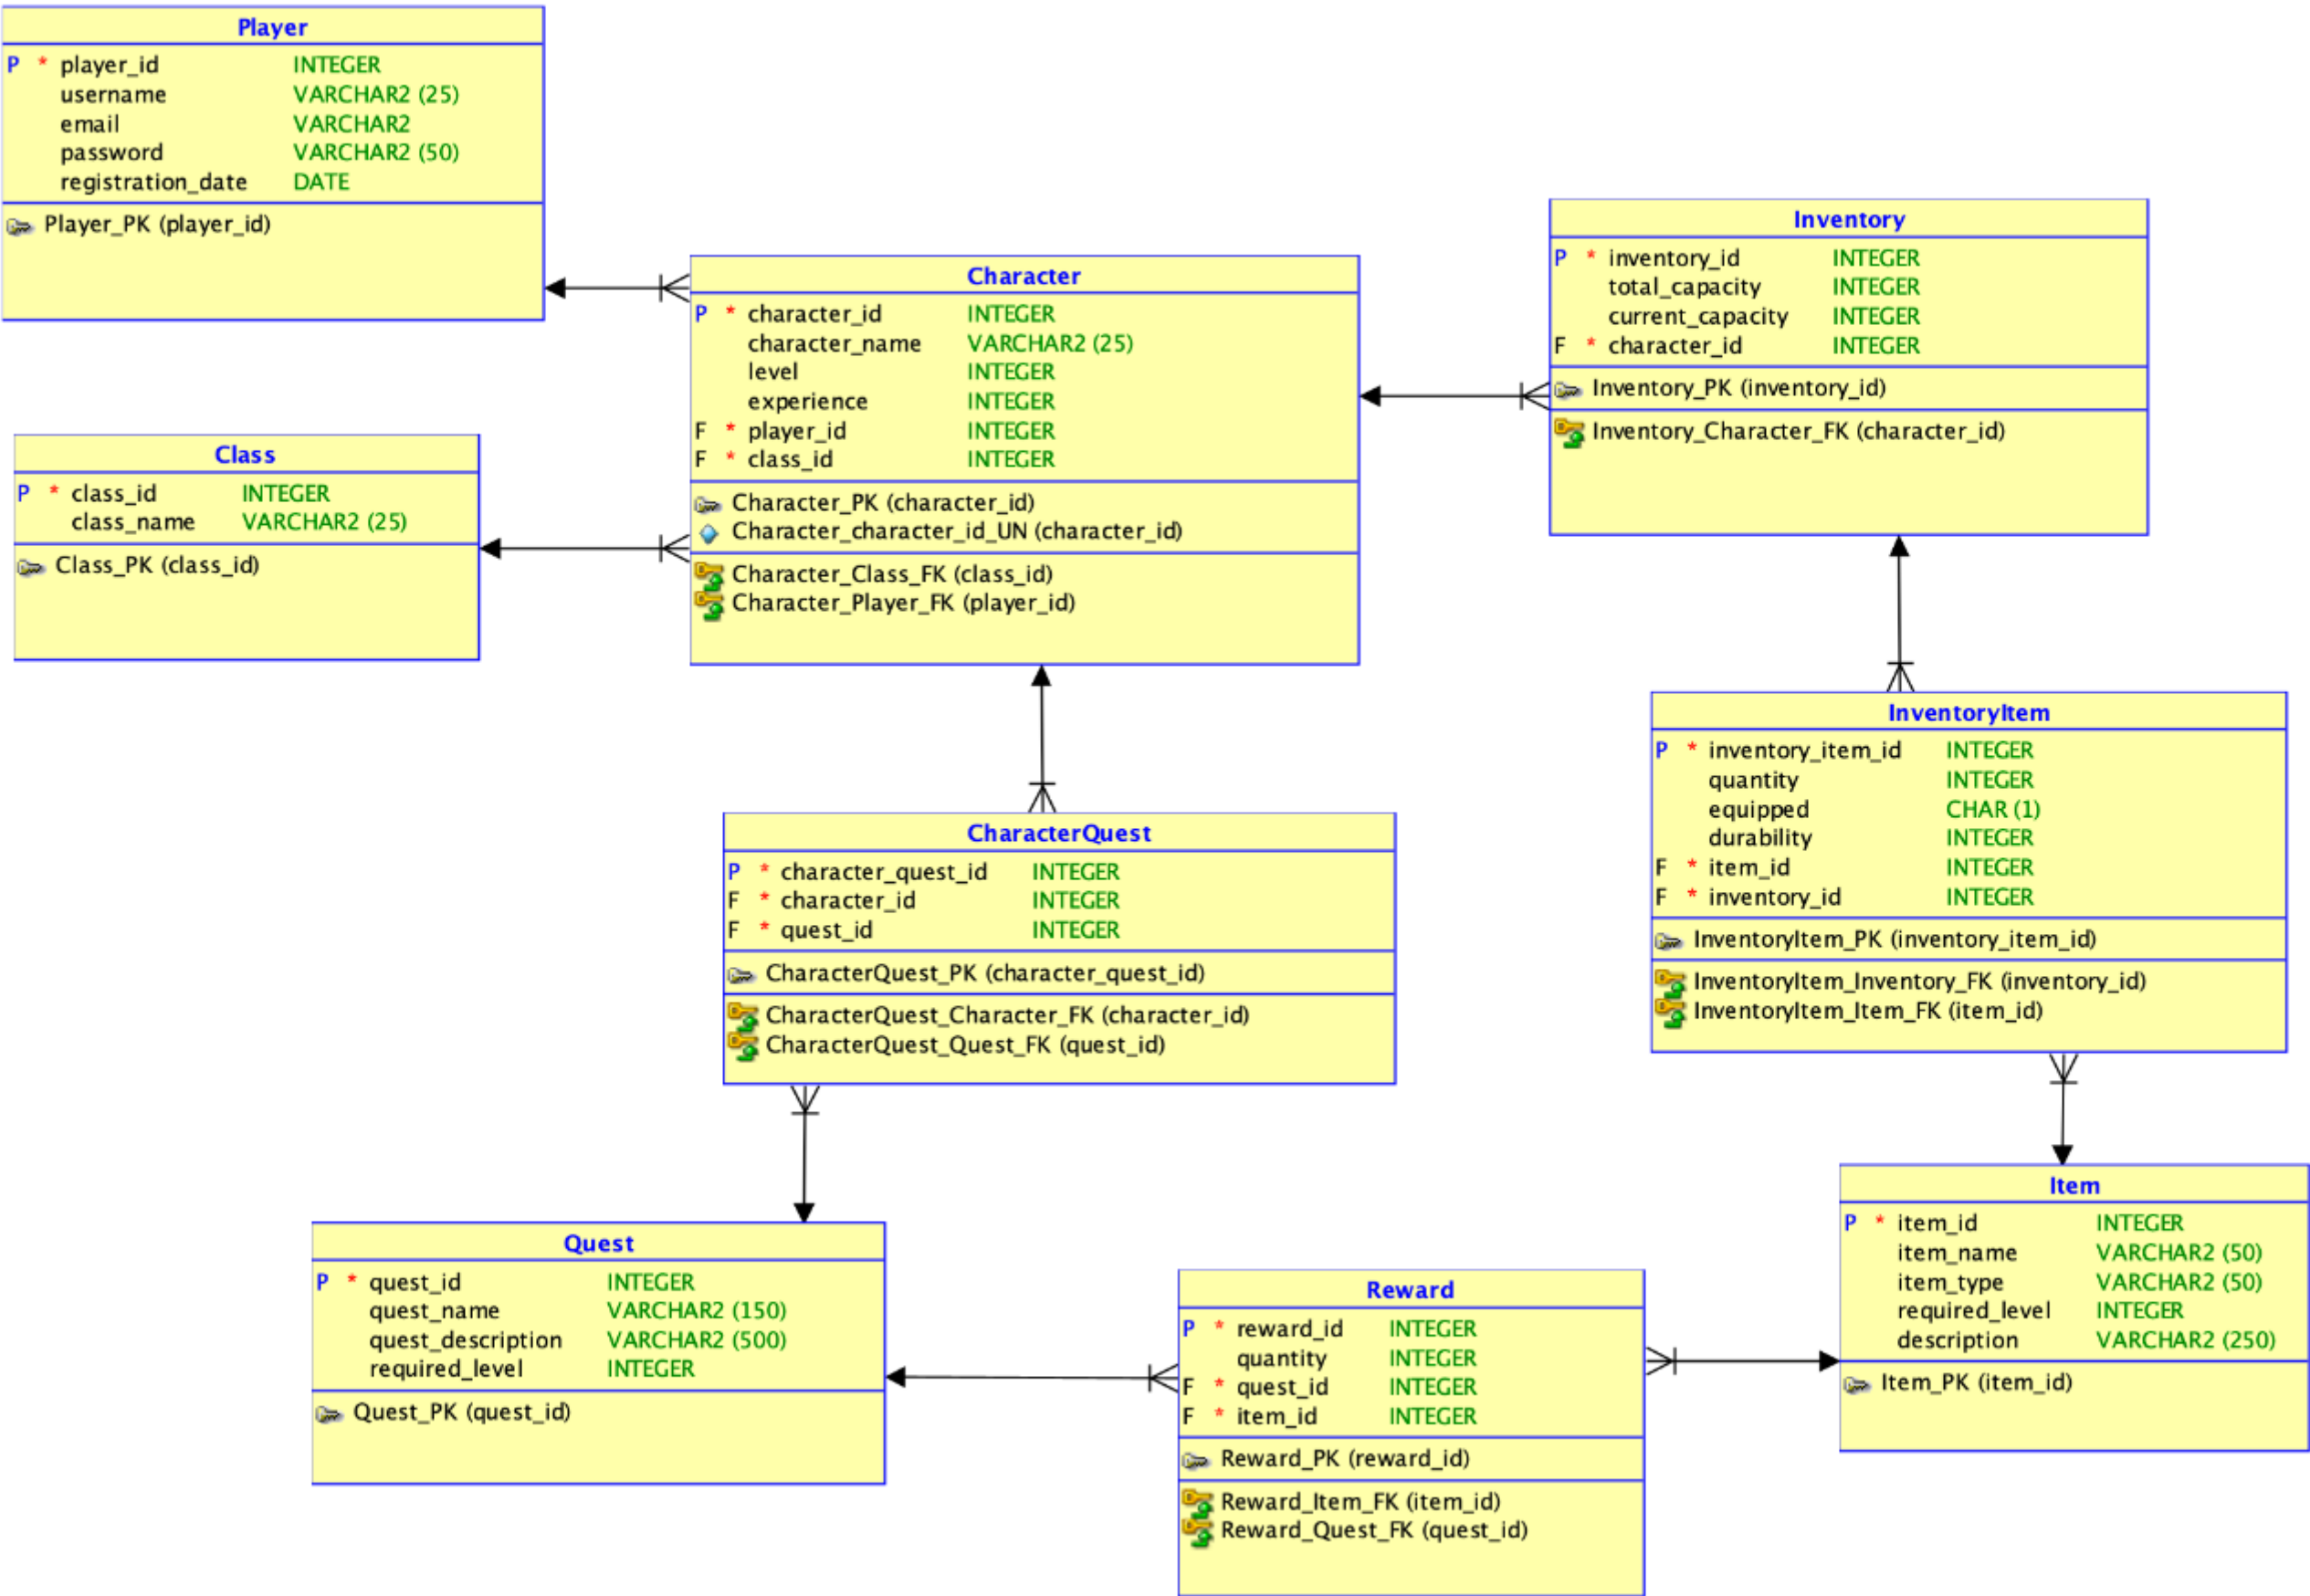 Player
P * player_id INTEGER
username VARCHAR2 (25)
email VARCHAR2
password VARCHAR2 (50)
registration_date DATE
Player_PK (player_id)
Class
P * class_id INTEGER
class_name VARCHAR2 (25)
Class_PK (class_id)
Character
P * character_id INTEGER
character_name VARCHAR2 (25)
level INTEGER
experience INTEGER
F * player_id INTEGER
F * class_id INTEGER
Character_PK (character_id)
Character_character_id_UN (character_id)
Character_Class_FK (class_id)
Character_Player_FK (player_id)
Inventory
P * inventory_id INTEGER
total_capacity INTEGER
current_capacity INTEGER
F * character_id INTEGER
Inventory_PK (inventory_id)
Inventory_Character_FK (character_id)
InventoryItem
P * inventory_item_id INTEGER
quantity INTEGER
equipped CHAR (1)
durability INTEGER
F * item_id INTEGER
F * inventory_id INTEGER
InventoryItem_PK (inventory_item_id)
InventoryItem_Inventory_FK (inventory_id)
InventoryItem_Item_FK (item_id)
CharacterQuest
P * character_quest_id INTEGER
F * character_id INTEGER
F * quest_id INTEGER
CharacterQuest_PK (character_quest_id)
CharacterQuest_Character_FK (character_id)
CharacterQuest_Quest_FK (quest_id)
Quest
P * quest_id INTEGER
quest_name VARCHAR2 (150)
quest_description VARCHAR2 (500)
required_level INTEGER
Quest_PK (quest_id)
Reward
P * reward_id INTEGER
quantity INTEGER
F * quest_id INTEGER
F * item_id INTEGER
Reward_PK (reward_id)
Reward_Item_FK (item_id)
Reward_Quest_FK (quest_id)
Item
P * item_id INTEGER
item_name VARCHAR2 (50)
item_type VARCHAR2 (50)
required_level INTEGER
description VARCHAR2 (250)
Item_PK (item_id)